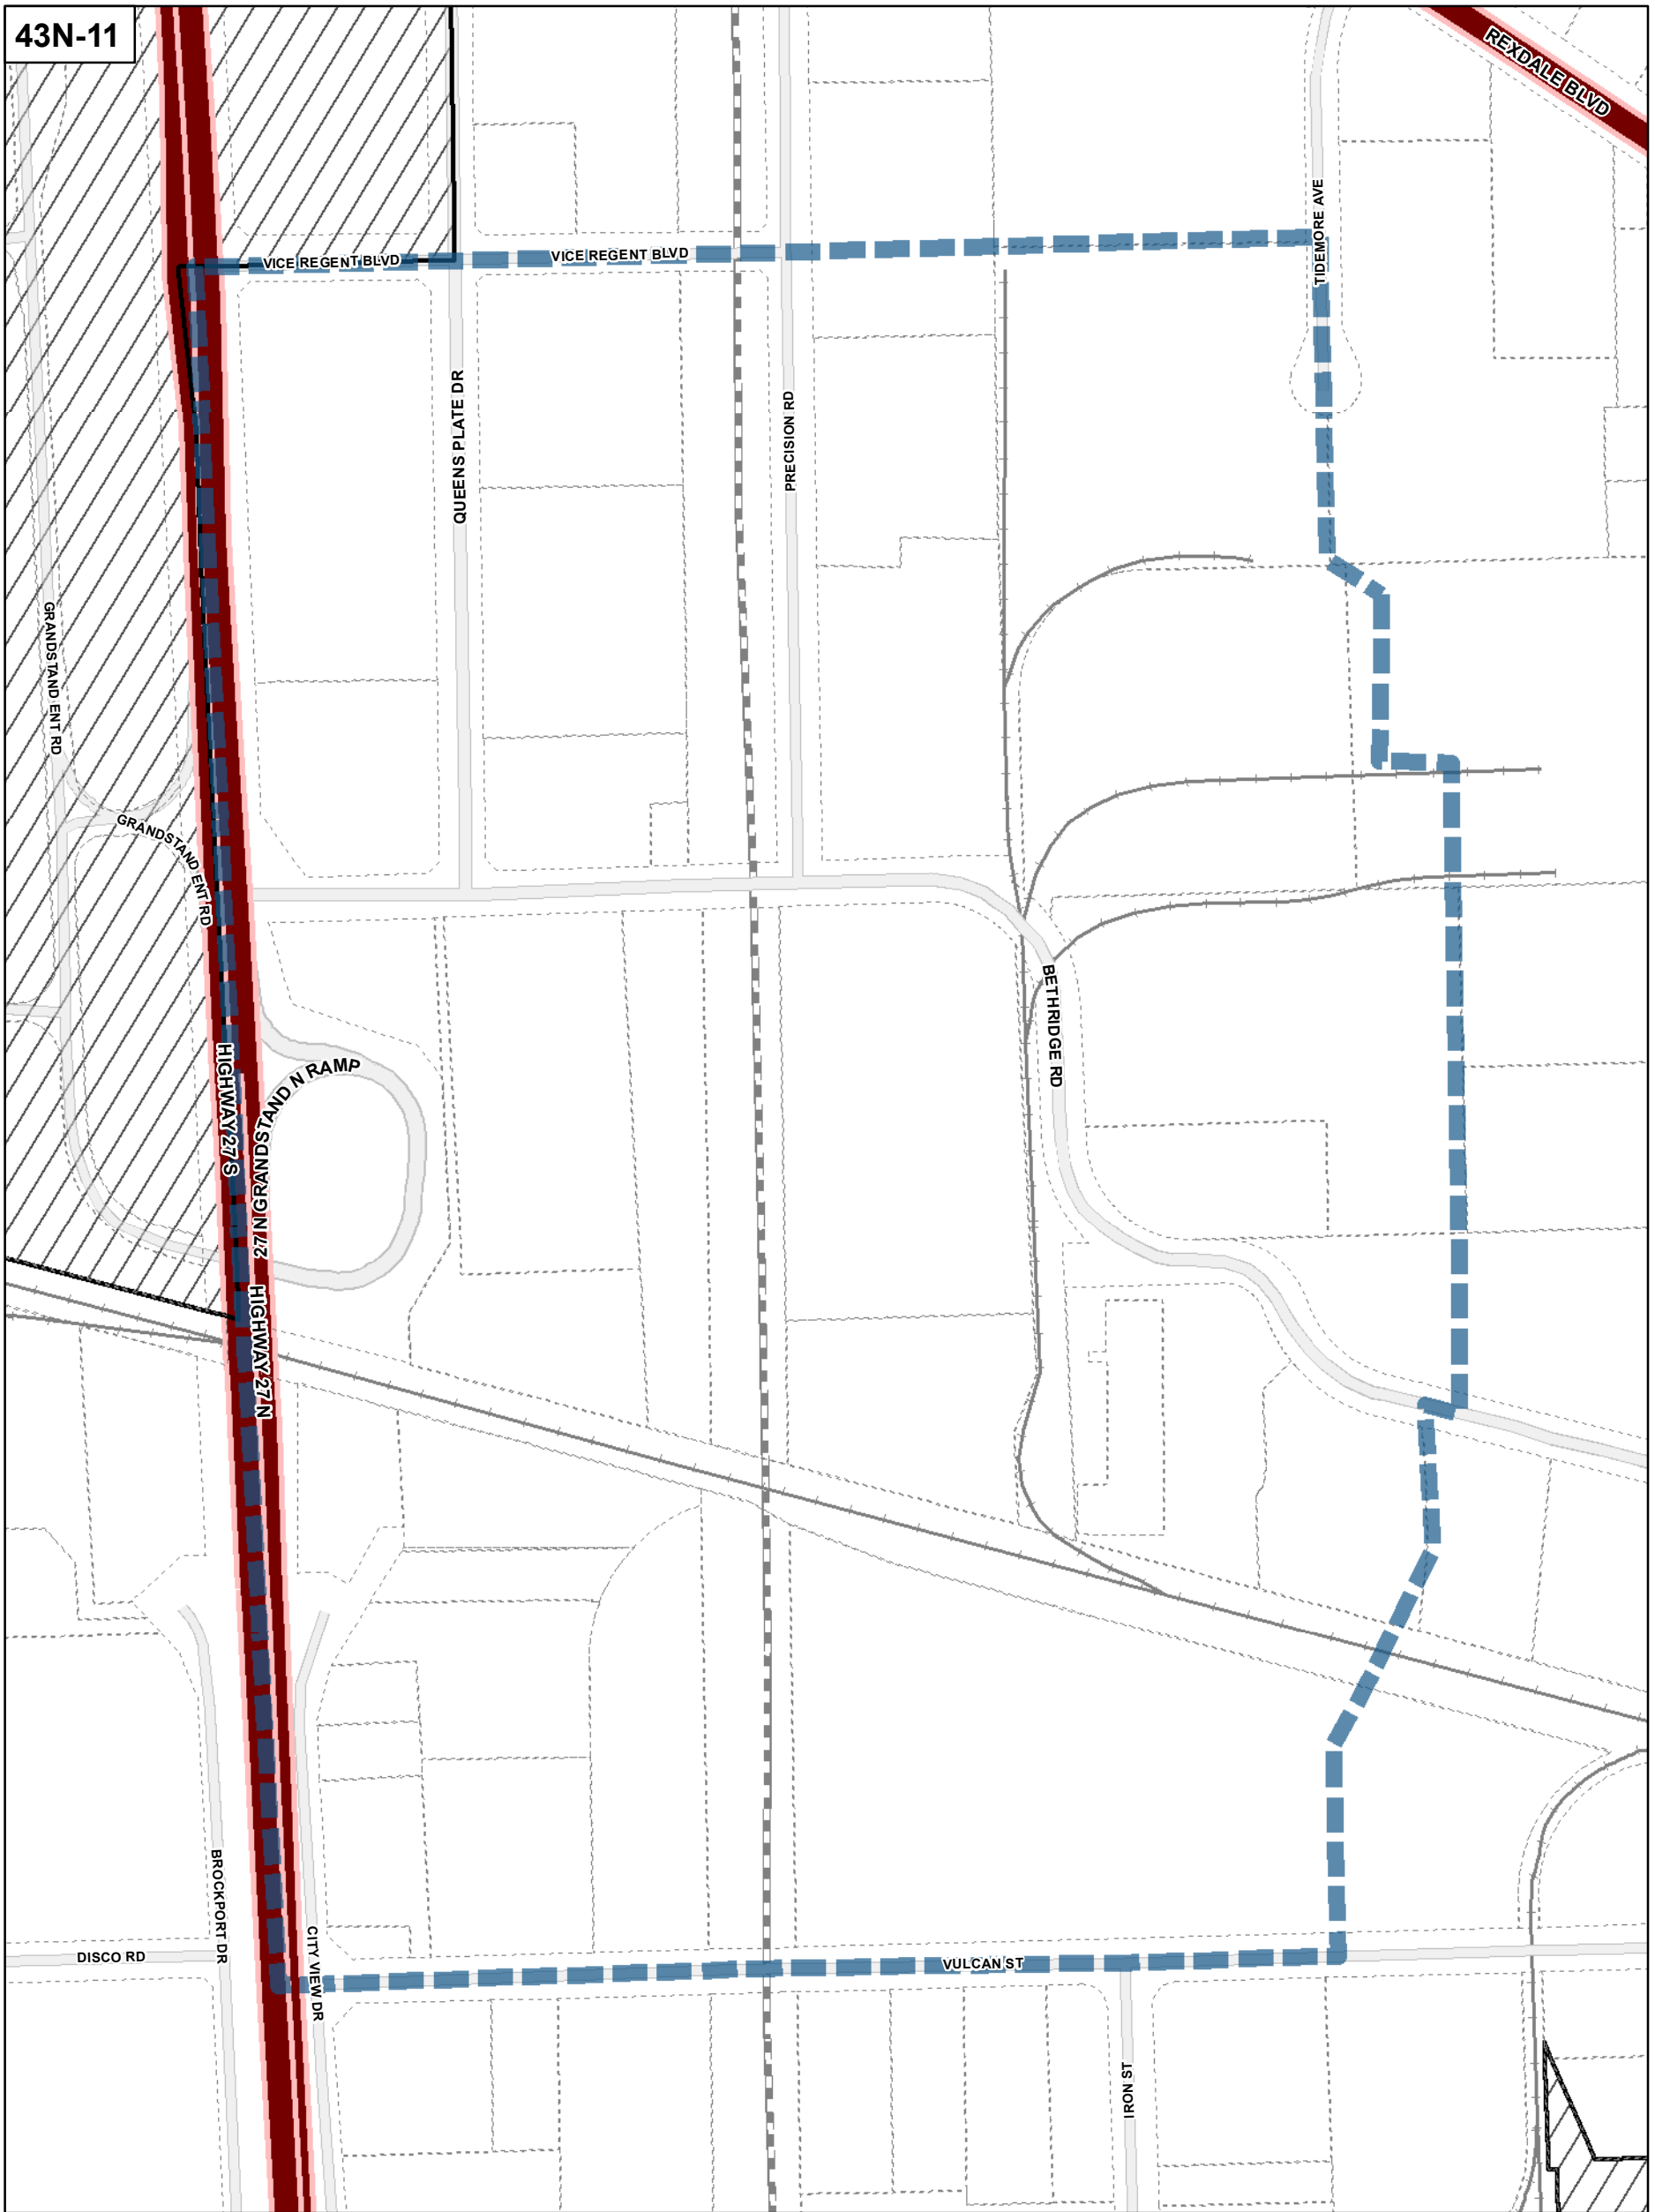 43N-11
REXDALE BLVD
TIDEMORE AVE
VICE REGENT BLVD
VICE REGENT BLVD
QUEENS PLATE DR
PRECISION RD
GRANDSTAND ENT RD
GRANDSTAND ENT RD
BETHRIDGE RD
HIGHWAY 27 S
27 N GRANDSTAND N RAMP
HIGHWAY 27 N
BROCKPORT DR
CITY VIEW DR
DISCO RD
VULCAN ST
IRON ST